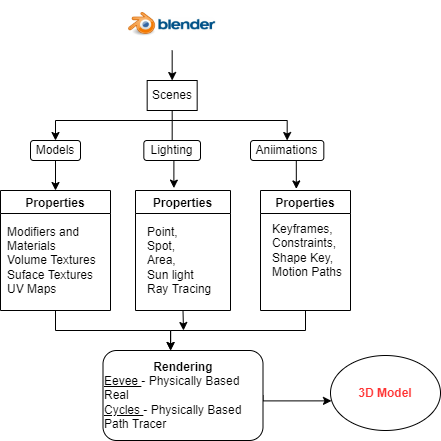 blender
Scenes
Models
Lighting
Aniimations
Properties
Modifiers and
Materials
Volume Textures
Suface Textures
UV Maps
Properties
Point,
Spot,
Area,
Sun light
Ray Tracing
Properties
Keyframes,
Constraints,
Shape Key,
Motion Paths
Rendering
Eevee - Physically Based
Real
Cycles - Physically Based
Path Tracer
3D Model